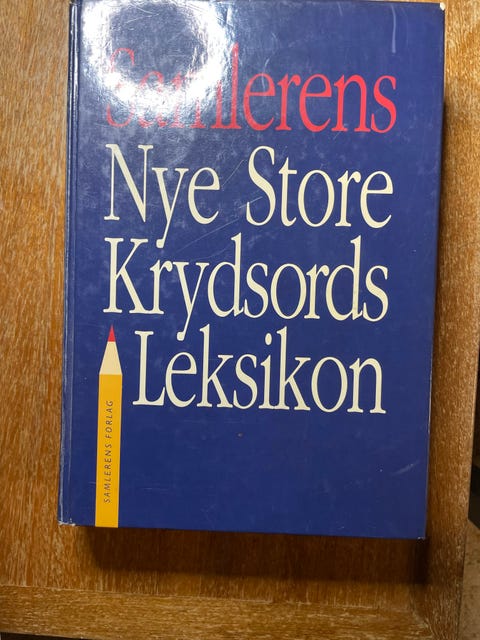 Samlerens
Nye Store
Krydsords
Leksikon
SAMLERENS FORLAG